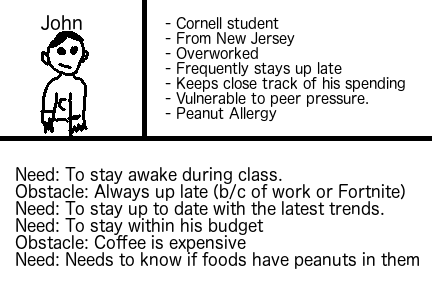 John
- Cornell student
- From New Jersey
- Overworked
- Frequently stays up late
- Keeps close track of his spending
- Vulnerable to peer pressure.
- Peanut Allergy
C
Need: To stay awake during class.
Obstacle: Always up late (b/c of work or Fortnite)
Need: To stay up to date with the latest trends.
Need: To stay within his budget
Obstacle: Coffee is expensive
Need: Needs to know if foods have peanuts in them